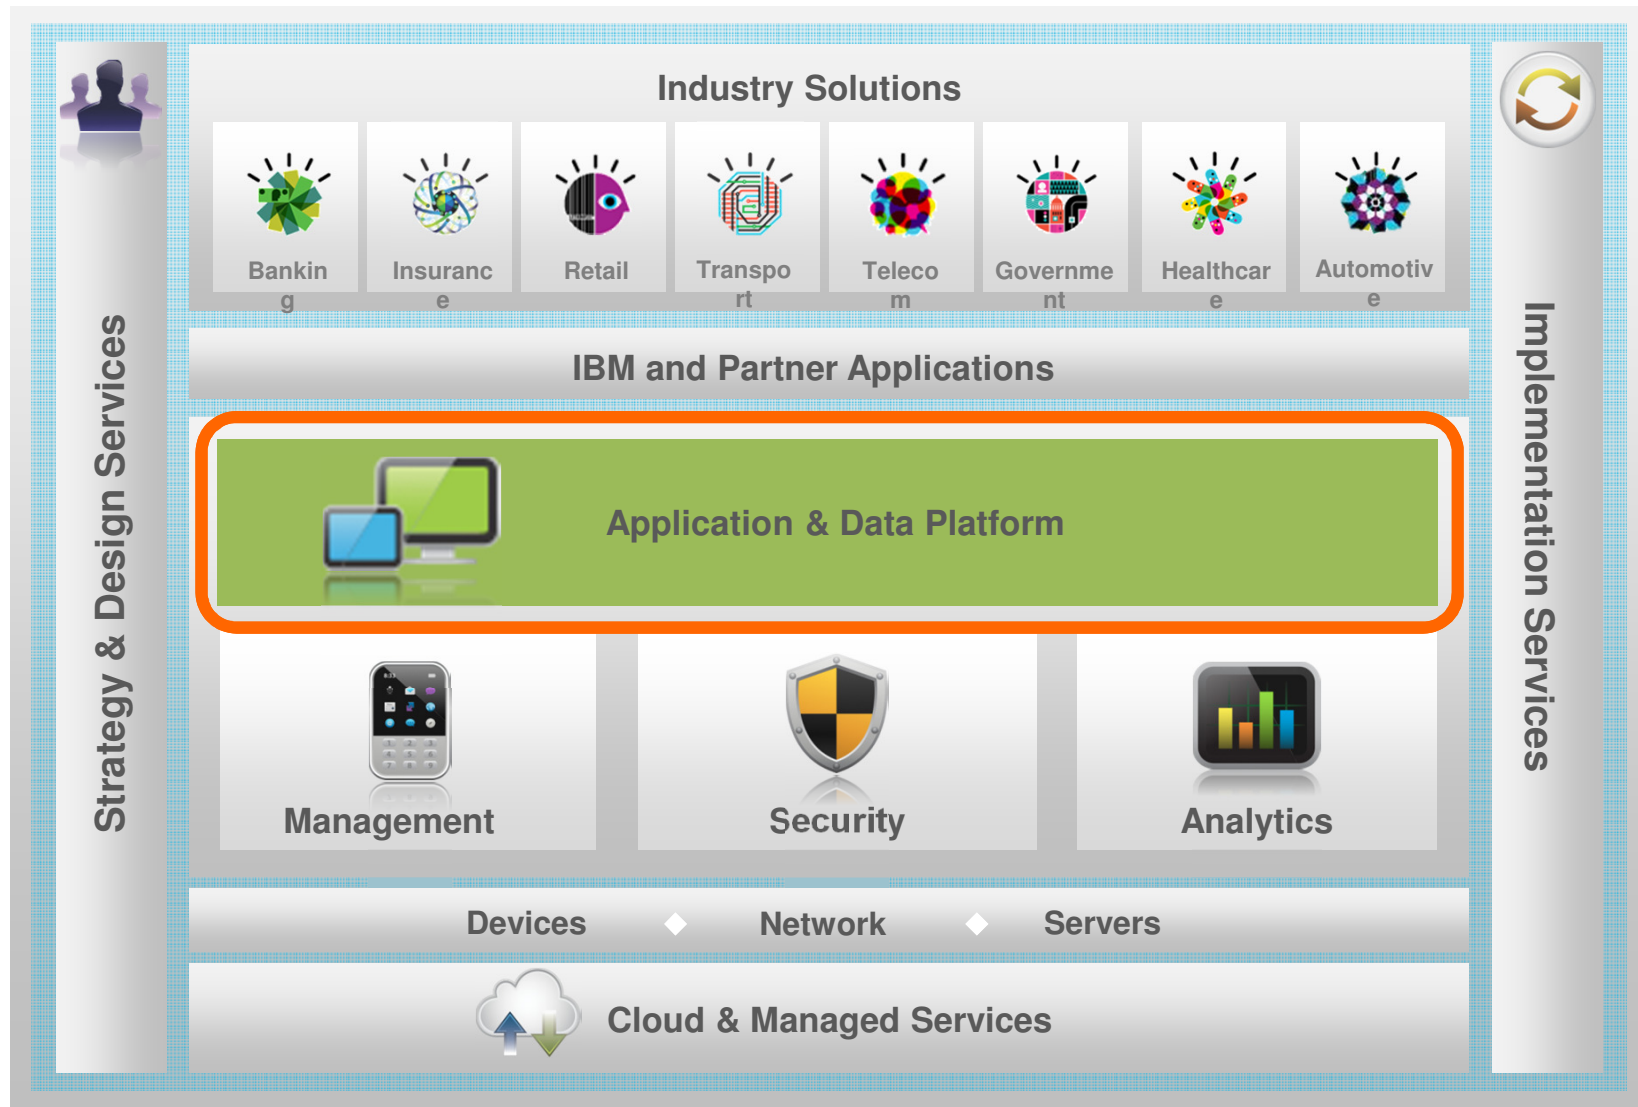 Industry Solutions
Bankin
g
Insuranc
e
Retail
Transpo
rt
Teleco
m
Governme
nt
Healthcar
e
Automotiv
e
IBM and Partner Applications
Strategy & Design Services
Implementation Services
Application & Data Platform
Management
Security
Analytics
Devices
Network
Servers
Cloud & Managed Services